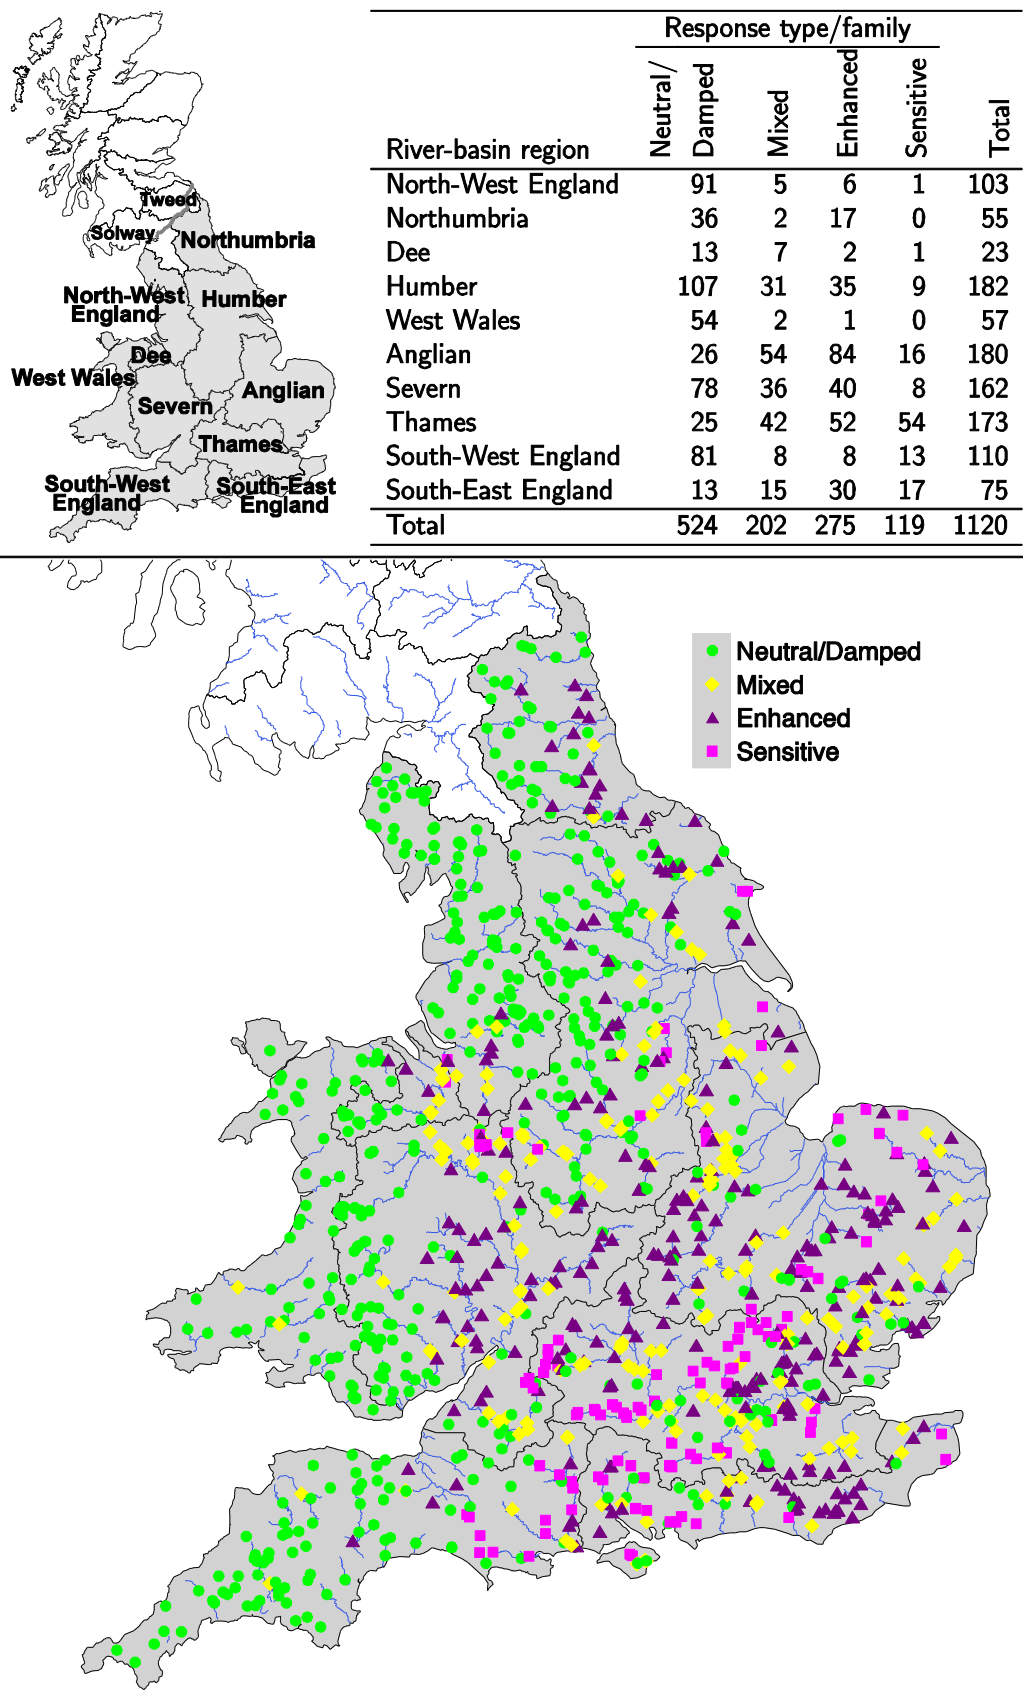 Tweed
Solway
Northumbria
North-West
England
Humber
Dee
West Wales
Anglian
Severn
Thames
South-West
England
South-East
England
Response type/family
River-basin region Neutral/ Damped Mixed Enhanced Sensitive Total
North-West England 91 5 6 1 103
Northumbria 36 2 17 0 55
Dee 13 7 2 1 23
Humber 107 31 35 9 182
West Wales 54 2 1 0 57
Anglian 26 54 84 16 180
Severn 78 36 40 8 162
Thames 25 42 52 54 173
South-West England 81 8 8 13 110
South-East England 13 15 30 17 75
Total 524 202 275 119 1120
Neutral/Damped
Mixed
Enhanced
Sensitive